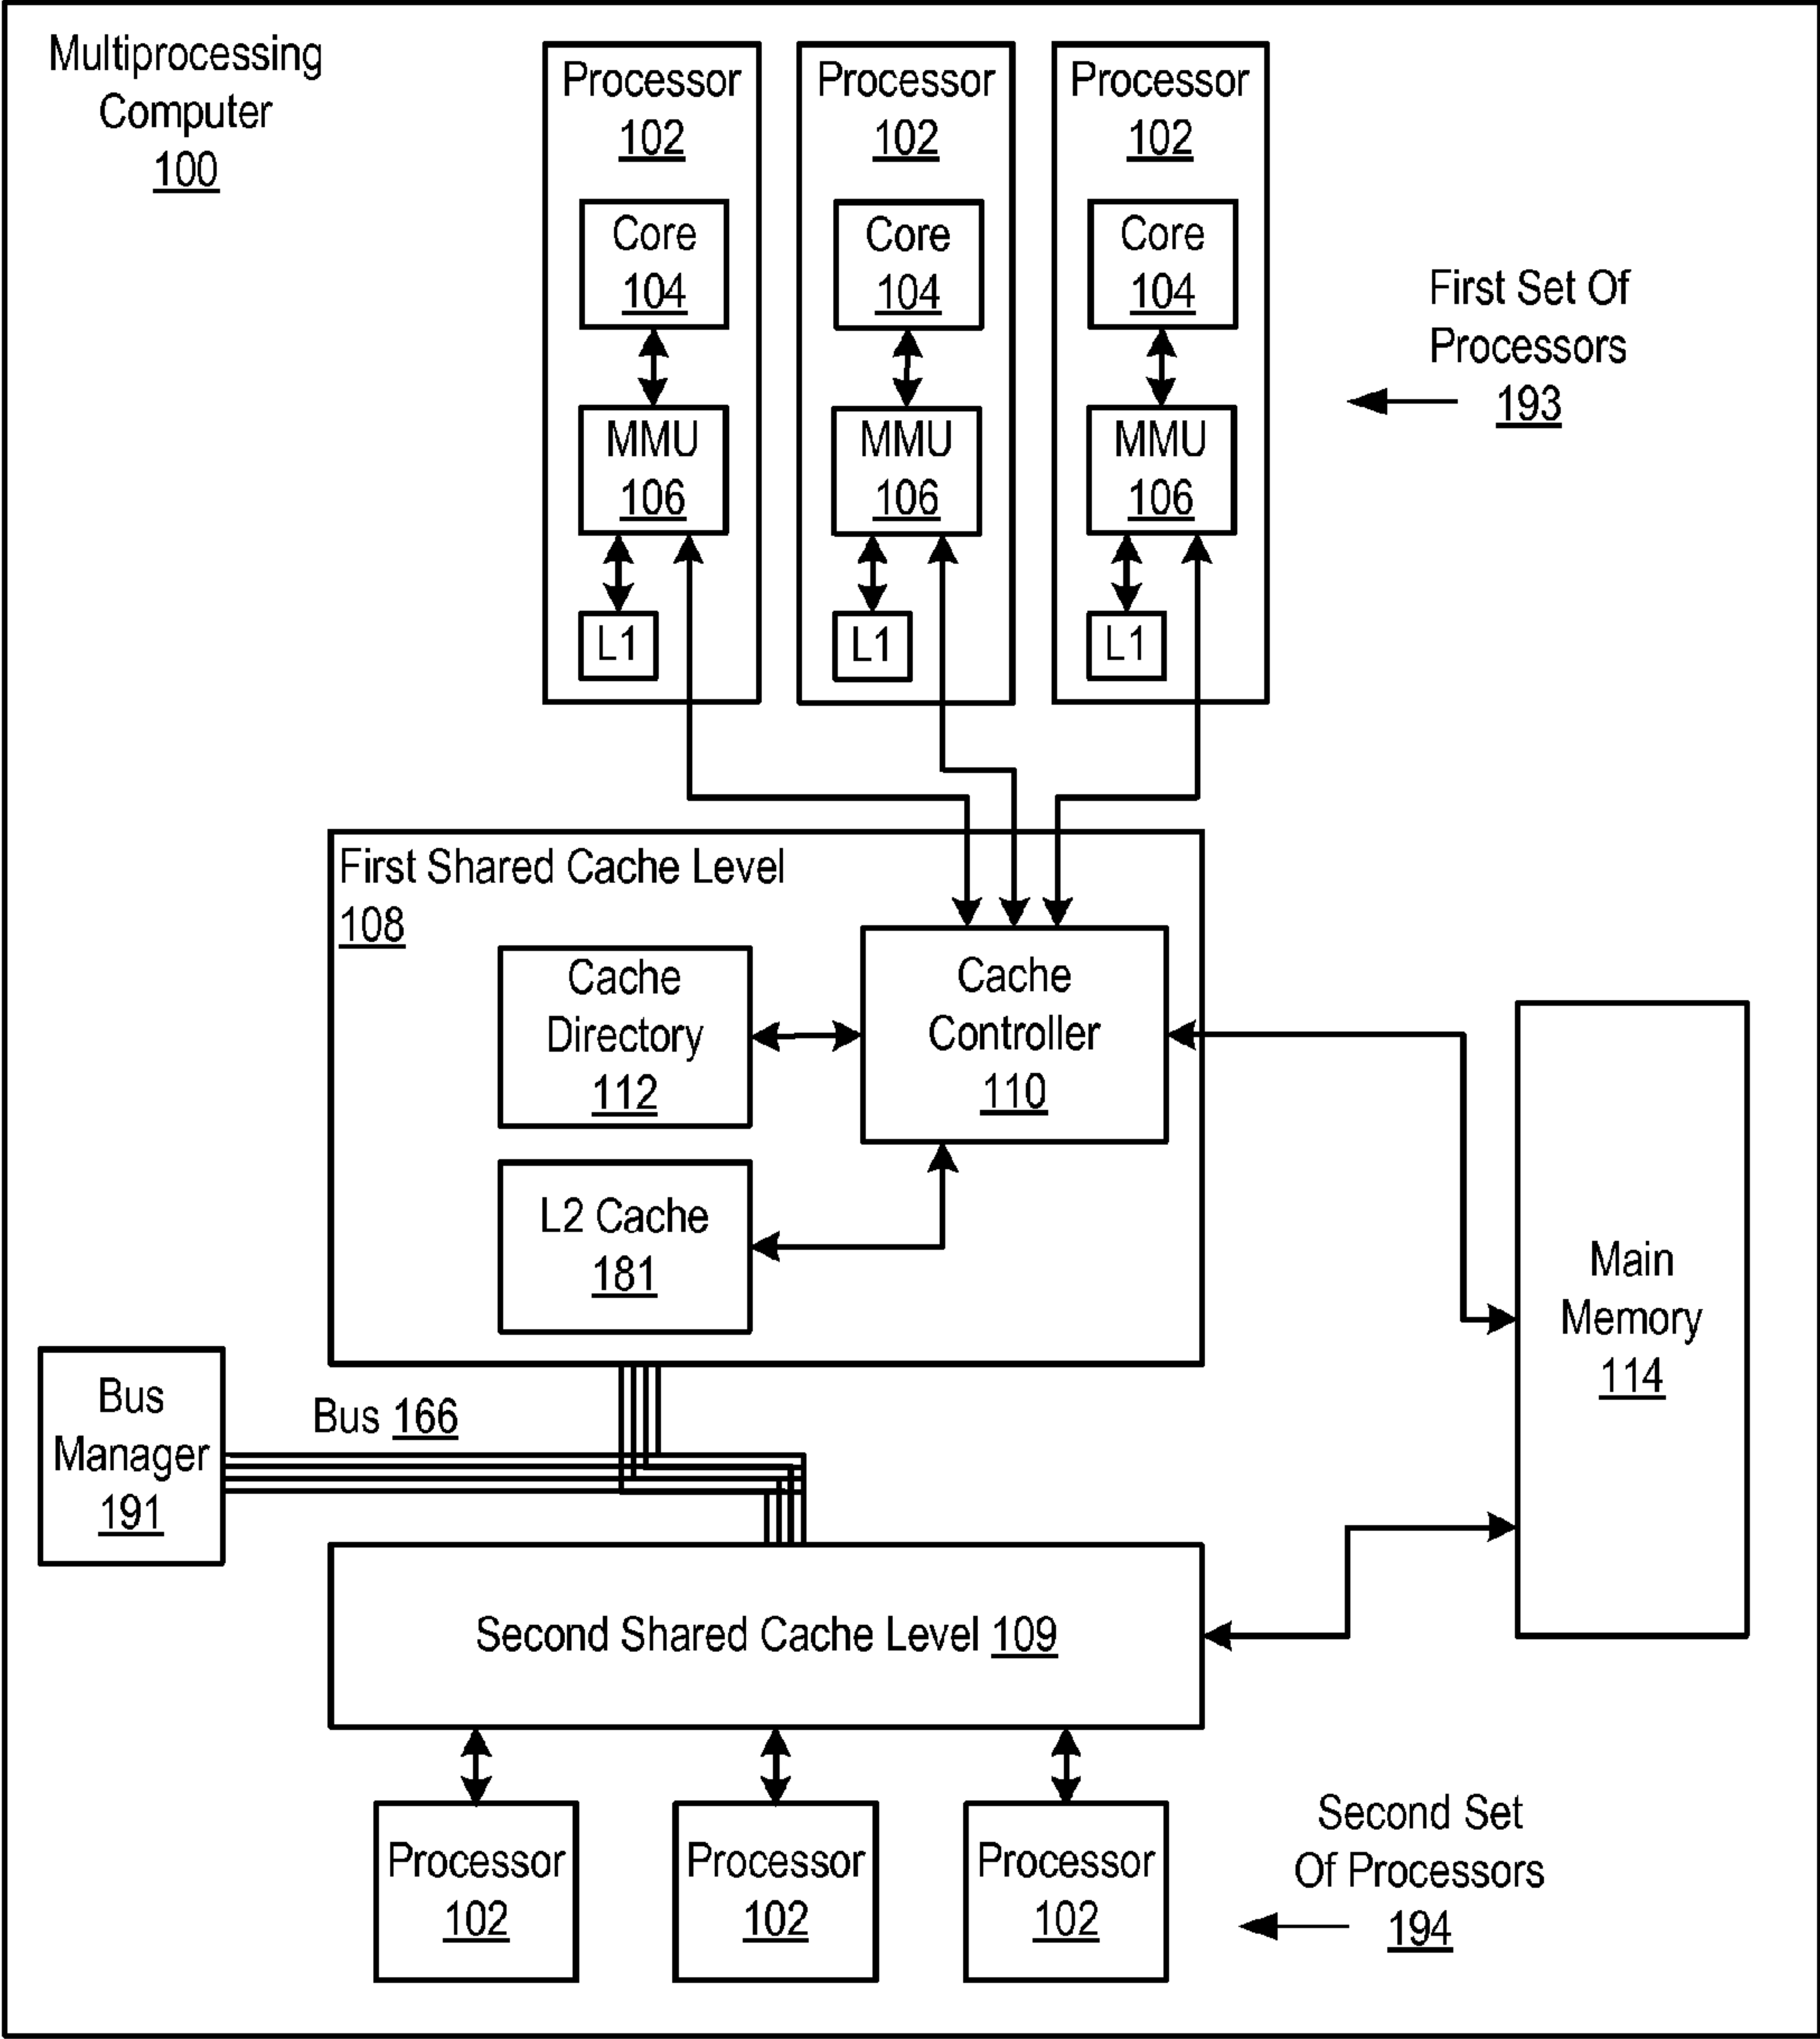 Multiprocessing
Computer
100
Processor
102
Core
104
MMU
106
L1
Processor
102
Core
104
MMU
106
L1
Processor
102
Core
104
MMU
106
L1
First Set Of
Processors
193
First Shared Cache Level
108
Cache
Directory
112
Cache
Controller
110
L2 Cache
181
Main
Memory
114
Bus
Manager
191
Bus 166
Second Shared Cache Level 109
Processor
102
Processor
102
Processor
102
Second Set
Of Processors
194